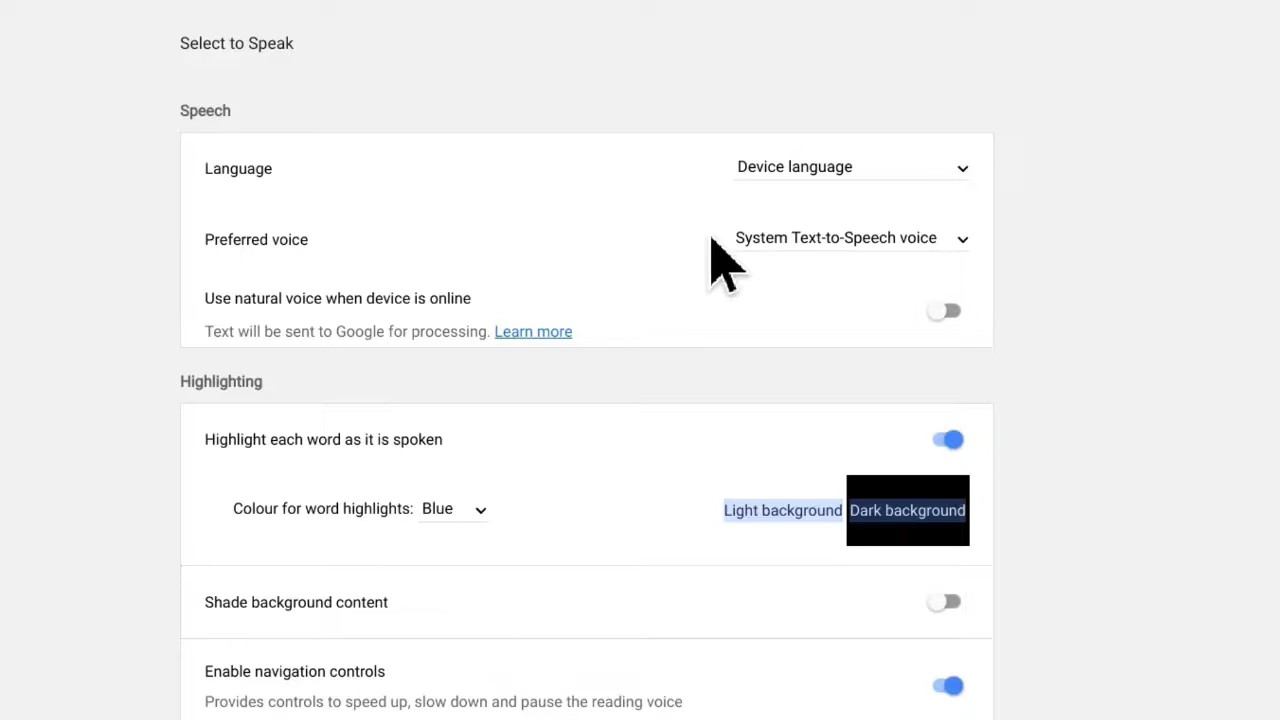 Select to Speak
Speech
Language
Device language
Preferred voice
System Text-to-Speech voice
Use natural voice when device is online
Text will be sent to Google for processing. Learn more
Highlighting
Highlight each word as it is spoken
Colour for word highlights: Blue
Light background
Dark background
Shade background content
Enable navigation controls
Provides controls to speed up, slow down and pause the reading voice